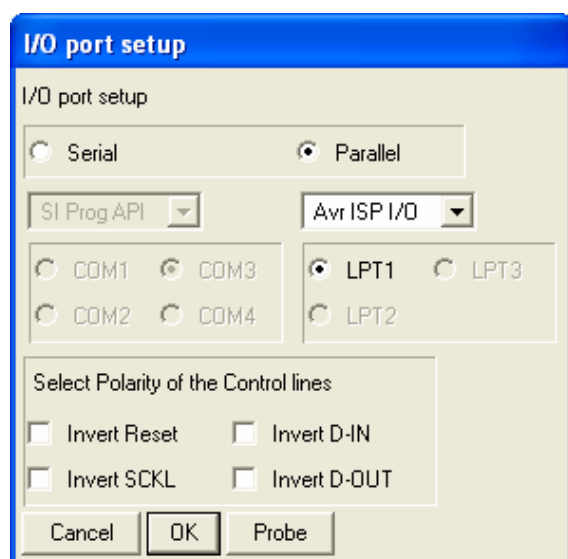 I/O port setup
I/O port setup
Serial Parallel
SI Prog API Avr ISP I/O
COM1 COM3 LPT1 LPT3
COM2 COM4 LPT2
Select Polarity of the Control lines
Invert Reset Invert D-IN
Invert SCKL Invert D-OUT
Cancel OK Probe